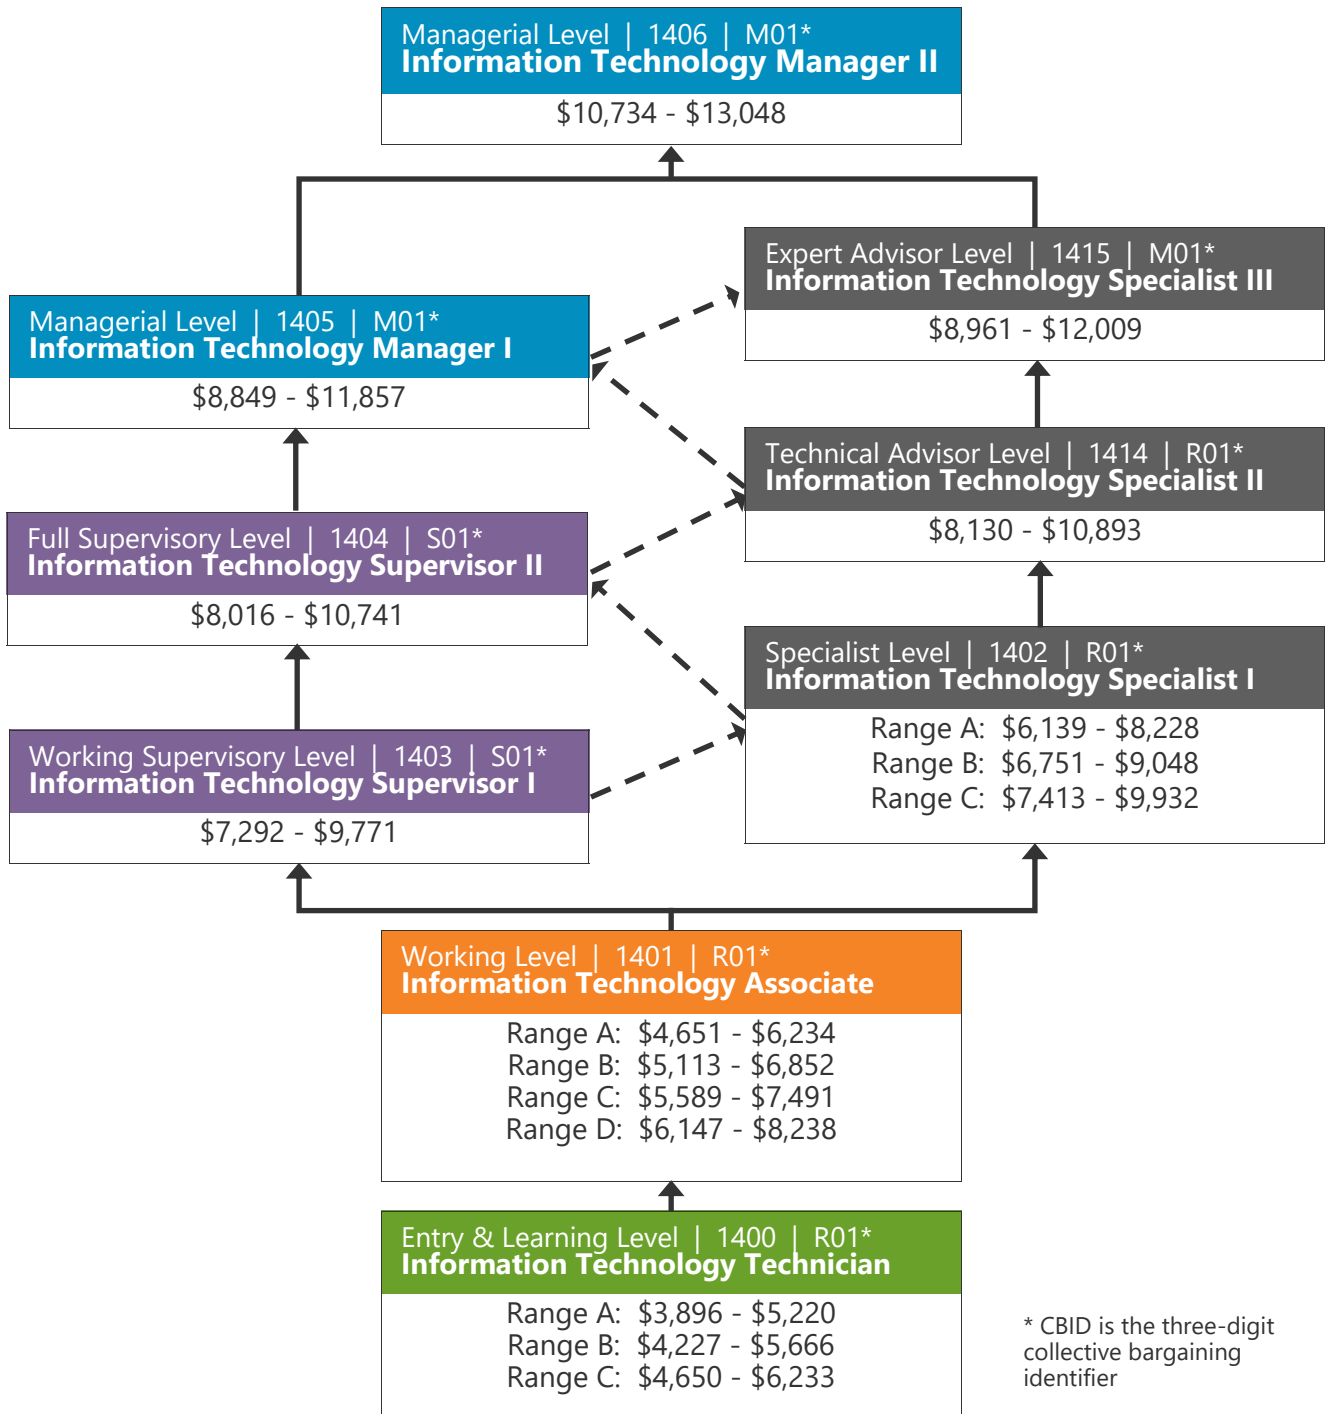 Managerial Level | 1406 | M01*
Information Technology Manager II
$10,734 - $13,048
Expert Advisor Level | 1415 | M01*
Information Technology Specialist III
$8,961 - $12,009
Managerial Level | 1405 | M01*
Information Technology Manager I
$8,849 - $11,857
Technical Advisor Level | 1414 | R01*
Information Technology Specialist II
$8,130 - $10,893
Full Supervisory Level | 1404 | S01*
Information Technology Supervisor II
$8,016 - $10,741
Specialist Level | 1402 | R01*
Information Technology Specialist I
Range A: $6,139 - $8,228
Range B: $6,751 - $9,048
Range C: $7,413 - $9,932
Working Supervisory Level | 1403 | S01*
Information Technology Supervisor I
$7,292 - $9,771
Working Level | 1401 | R01*
Information Technology Associate
Range A: $4,651 - $6,234
Range B: $5,113 - $6,852
Range C: $5,589 - $7,491
Range D: $6,147 - $8,238
Entry & Learning Level | 1400 | R01*
Information Technology Technician
Range A: $3,896 - $5,220
Range B: $4,227 - $5,666
Range C: $4,650 - $6,233
* CBID is the three-digit
collective bargaining
identifier